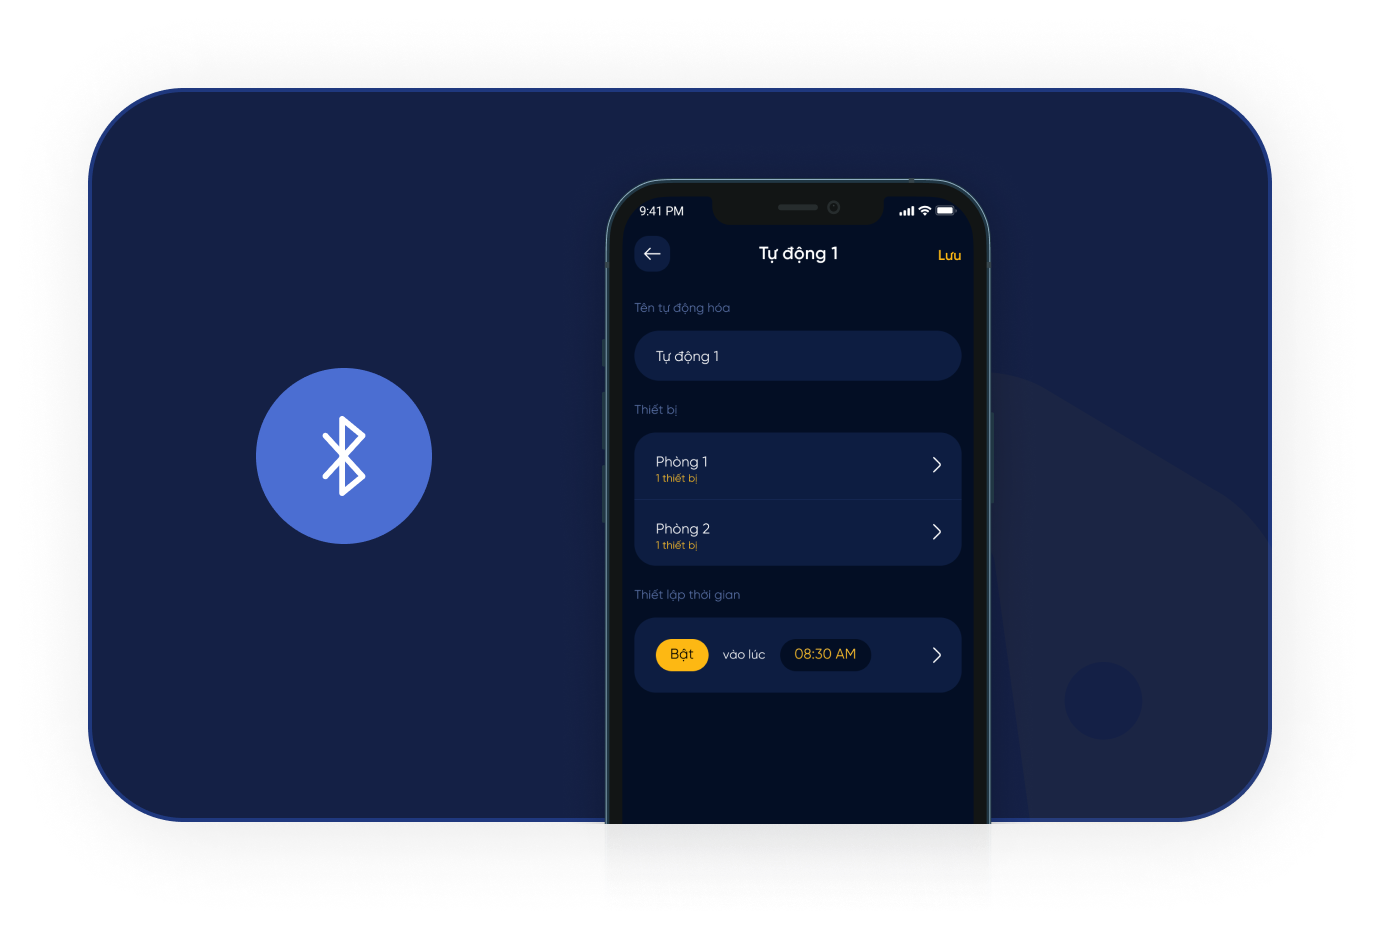 9:41 PM
Tự động 1
Lưu
Tên tự động hóa
Tự động 1
Thiết bị
Phòng 1
1 thiết bị
Phòng 2
1 thiết bị
Thiết lập thời gian
Bật vào lúc 08:30 AM